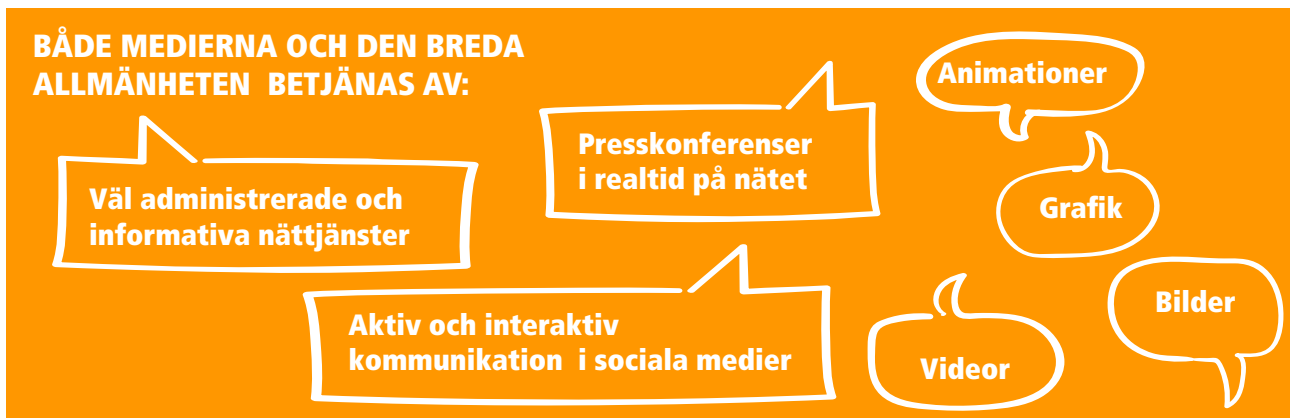 BÅDE MEDIERNA OCH DEN BREDA
ALLMÄNHETEN BETJÄNAS AV:
Väl administrerade och
informativa nättjänster
Presskonferenser
i realtid på nätet
Aktiv och interaktiv
kommunikation i sociala medier
Animationer
Grafik
Bilder
Videor